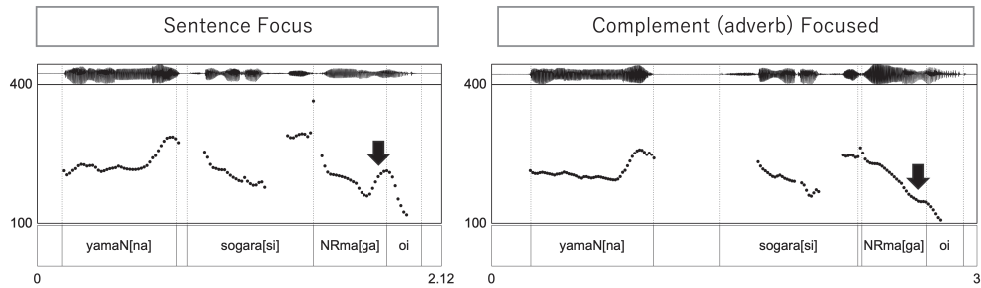 Sentence Focus
400
100
yamaN[na]
sogara[si]
NRma[ga]
oi
0
2.12
Complement (adverb) Focused
400
100
yamaN[na]
sogara[si]
NRma[ga]
oi
0
3